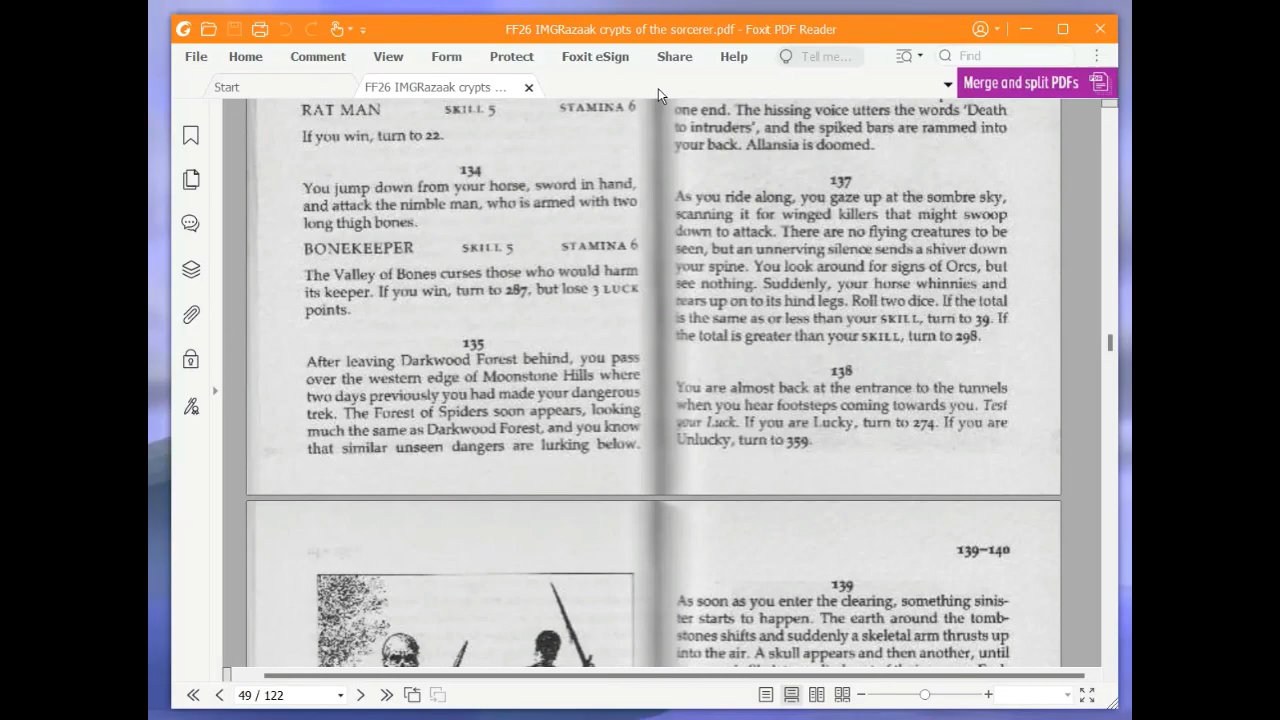 FF26 IMGRazaak crypts of the sorcerer.pdf - Foxit PDF Reader
File Home Comment View Form Protect Foxit eSign Share Help Tell me... Find
Start FF26 IMGRazaak crypts ... Merge and split PDFs
RAT MAN SKILL 5 STAMINA 6
If you win, turn to 22.
134
You jump down from your horse, sword in hand,
and attack the nimble man, who is armed with two
long thigh bones.
BONEKEEPER SKILL 5 STAMINA 6
The Valley of Bones curses those who would harm
its keeper. If you win, turn to 287, but lose 3 LUCK
points.
135
After leaving Darkwood Forest behind, you pass
over the western edge of Moonstone Hills where
two days previously you had made your dangerous
trek. The Forest of Spiders soon appears, looking
much the same as Darkwood Forest, and you know
that similar unseen dangers are lurking below.
one end. The hissing voice utters the words 'Death
to intruders', and the spiked bars are rammed into
your back. Allansia is doomed.
137
As you ride along, you gaze up at the sombre sky,
scanning it for winged killers that might swoop
down to attack. There are no flying creatures to be
seen, but an unnerving silence sends a shiver down
your spine. You look around for signs of Orcs, but
see nothing. Suddenly, your horse whinnies and
rears up on to its hind legs. Roll two dice. If the total
is the same as or less than your SKILL, turn to 39. If
the total is greater than your SKILL, turn to 298.
138
You are almost back at the entrance to the tunnels
when you hear footsteps coming towards you. Test
your Luck. If you are Lucky, turn to 274. If you are
Unlucky, turn to 359.
139-140
139
As soon as you enter the clearing, something sinis-
ter starts to happen. The earth around the tomb-
stones shifts and suddenly a skeletal arm thrusts up
into the air. A skull appears and then another, until
49 / 122